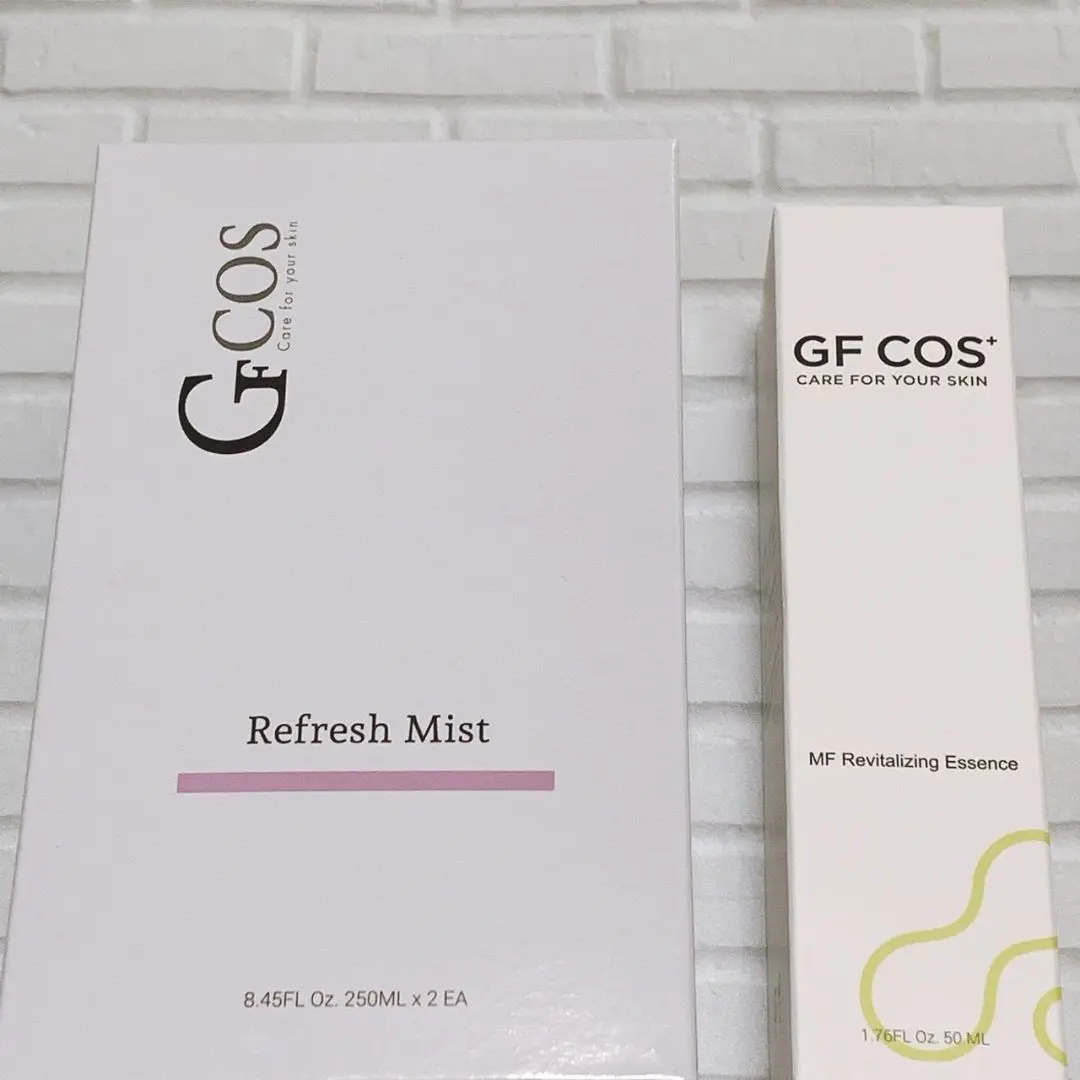 GFCOS
Care for your skin
Refresh Mist
8.45FL Oz. 250ML x 2 EA
GF COS+
CARE FOR YOUR SKIN
MF Revitalizing Essence
1.76FL Oz. 50 ML